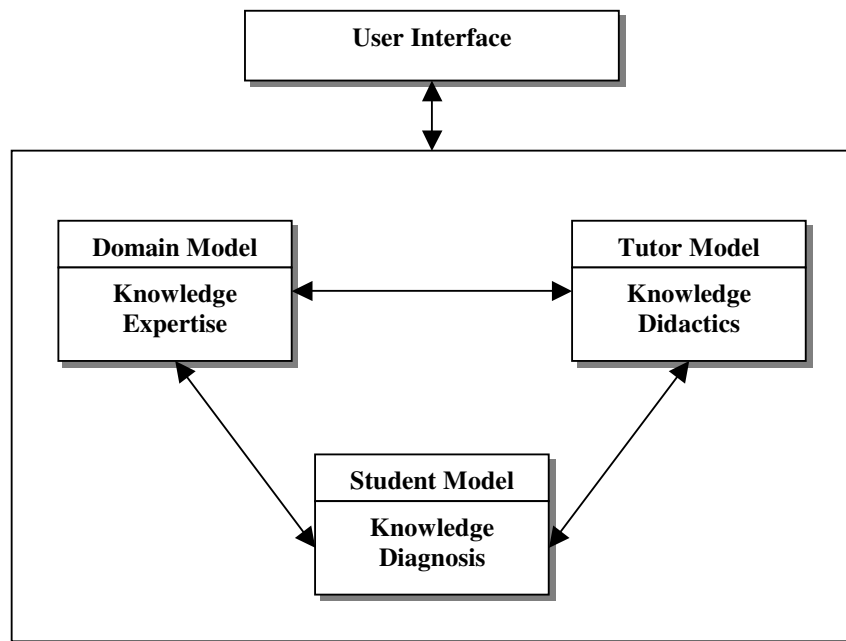 User Interface
Domain Model
Knowledge
Expertise
Tutor Model
Knowledge
Didactics
Student Model
Knowledge
Diagnosis